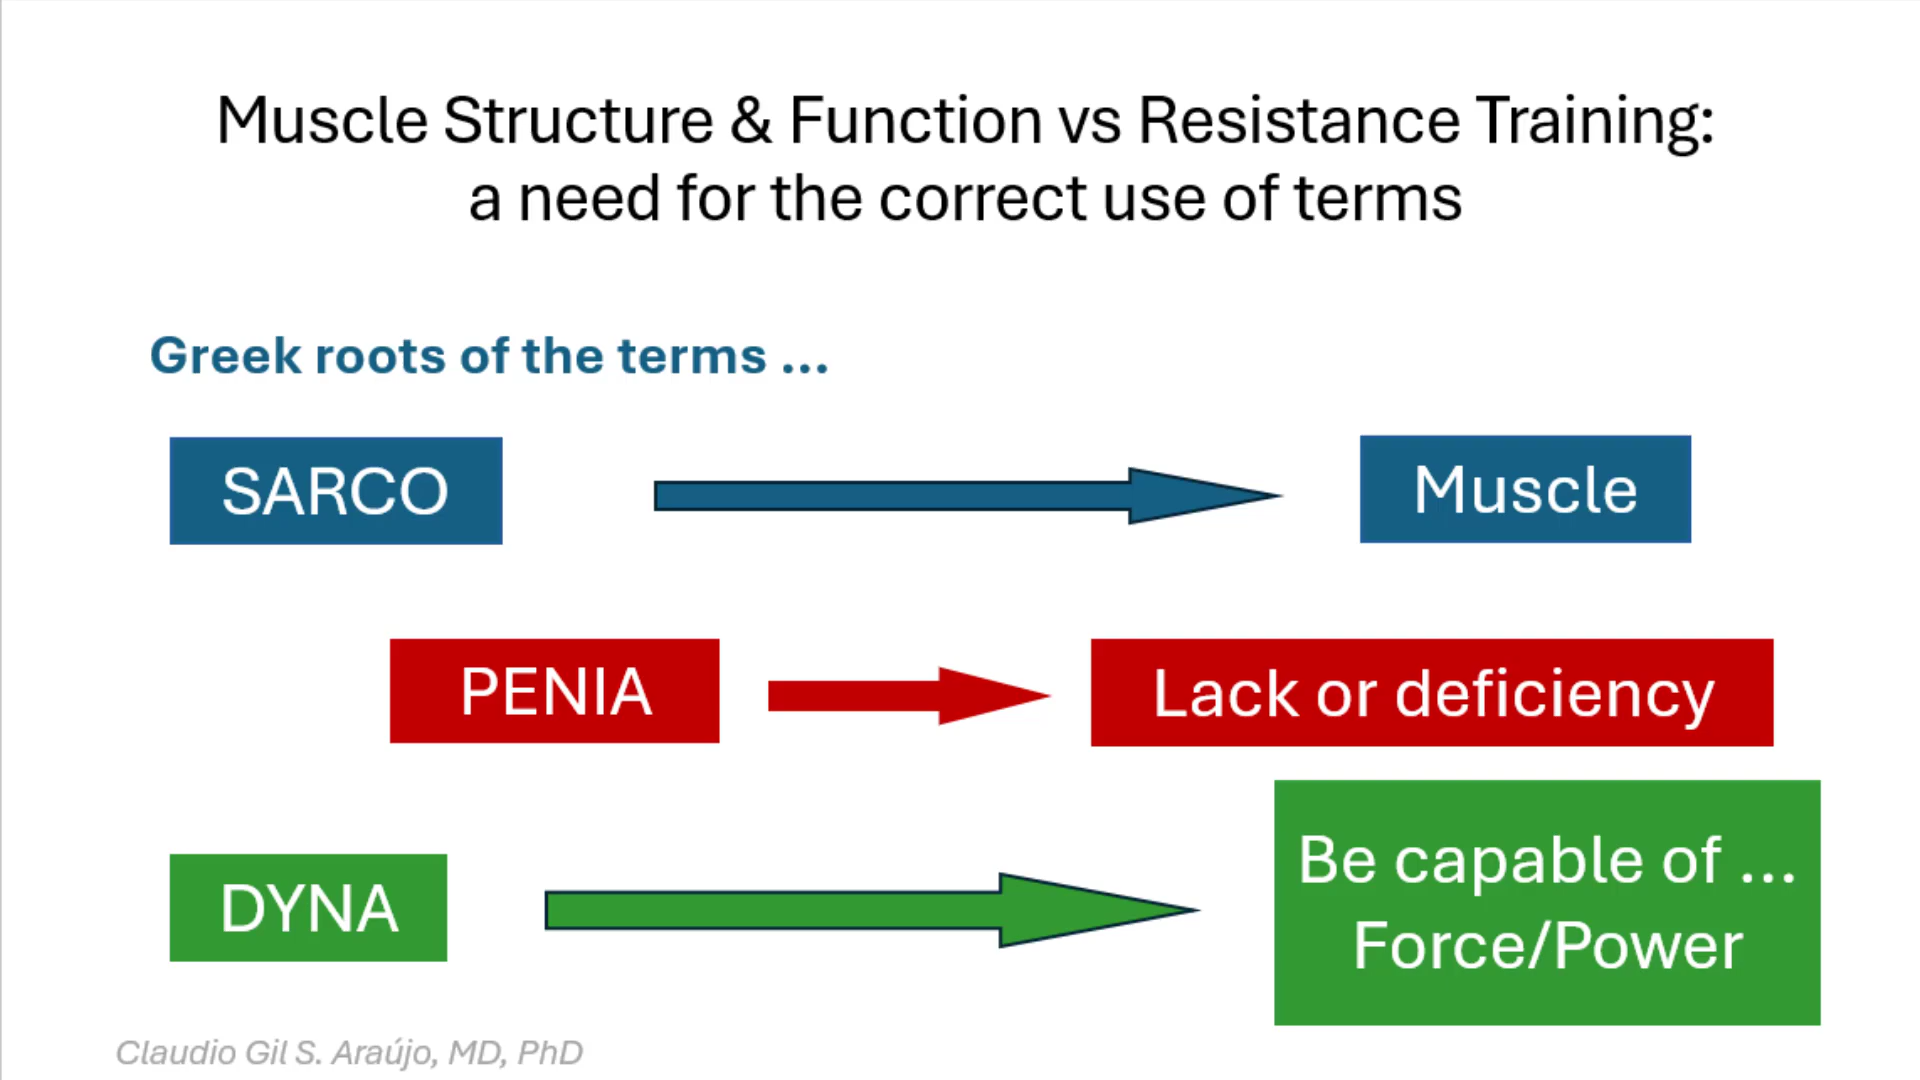 Muscle Structure & Function vs Resistance Training:
a need for the correct use of terms
Greek roots of the terms ...
SARCO
Muscle
PENIA
Lack or deficiency
DYNA
Be capable of ...
Force/Power
Claudio Gil S. Araújo, MD, PhD